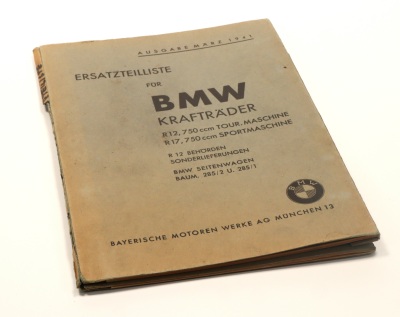 AUSGABE MÄRZ 1941
ERSATZTEILLISTE
FÜR
BMW
KRAFTRÄDER
R 12, 750 ccm TOUR. MASCHINE
R 17, 750 ccm SPORTMASCHINE
R 12 BEHÖRDEN
SONDERLIEFERUNGEN
BMW SEITENWAGEN
BAUM. 285/2 U. 285/1
BMW
BAYERISCHE MOTOREN WERKE AG MÜNCHEN 13